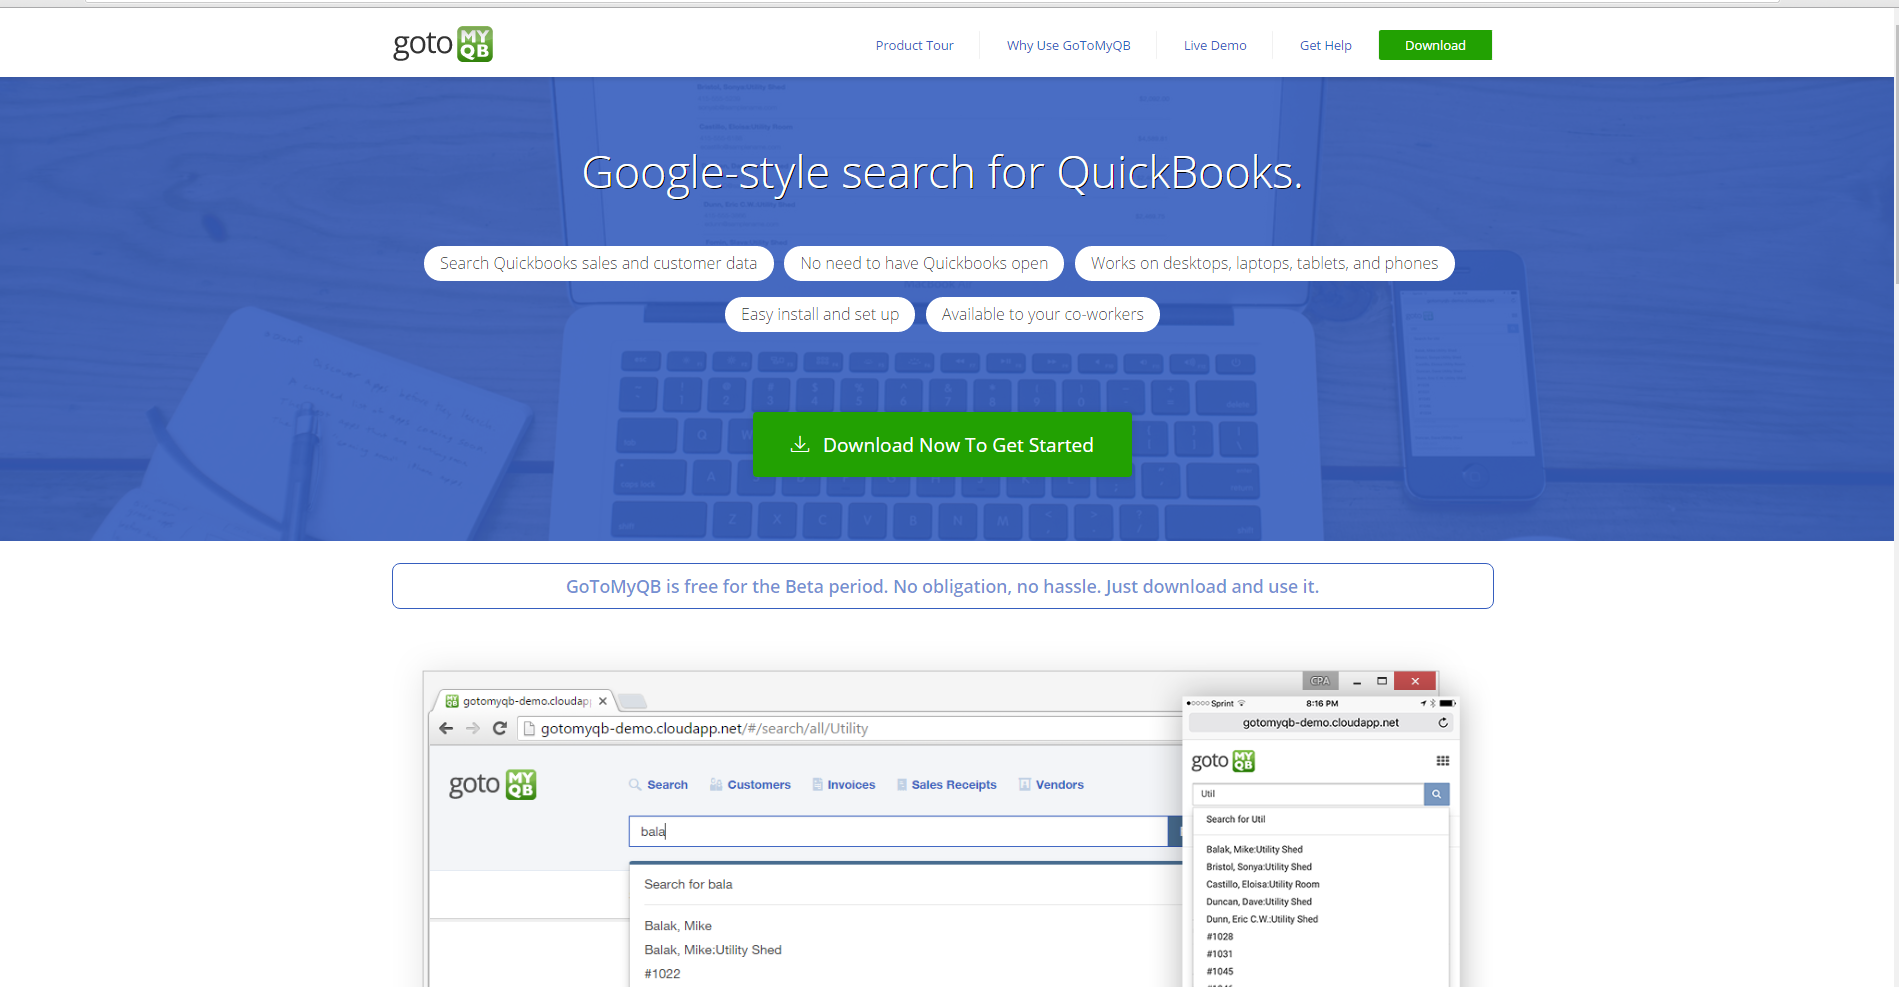 goto MY QB
Product Tour
Why Use GoToMyQB
Live Demo
Get Help
Download
Google-style search for QuickBooks.
Search Quickbooks sales and customer data
No need to have Quickbooks open
Works on desktops, laptops, tablets, and phones
Easy install and set up
Available to your co-workers
Download Now To Get Started
GoToMyQB is free for the Beta period. No obligation, no hassle. Just download and use it.
CPA
gotomyqb-demo.cloudap
gotomyqb-demo.cloudapp.net/#/search/all/Utility
goto MY QB
Search
Customers
Invoices
Sales Receipts
Vendors
bala
Search for bala
Balak, Mike
Balak, Mike:Utility Shed
#1022
Sprint
8:16 PM
gotomyqb-demo.cloudapp.net
goto MY QB
Util
Search for Util
Balak, Mike:Utility Shed
Bristol, Sonya:Utility Shed
Castillo, Eloisa:Utility Room
Duncan, Dave:Utility Shed
Dunn, Eric C.W.:Utility Shed
#1028
#1031
#1045